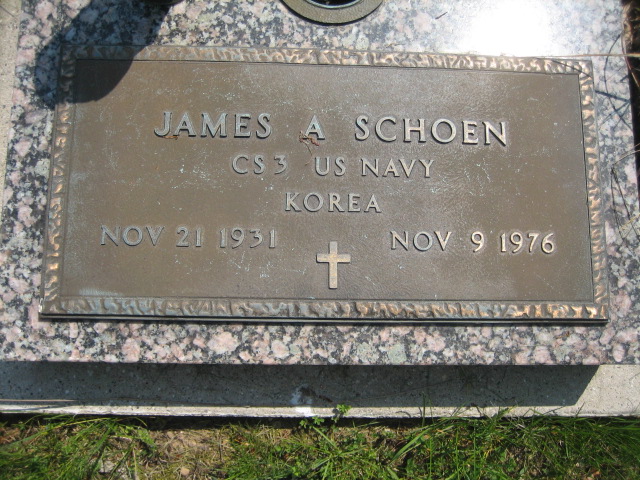 JAMES A SCHOEN
CS3 US NAVY
KOREA
NOV 21 1931 NOV 9 1976